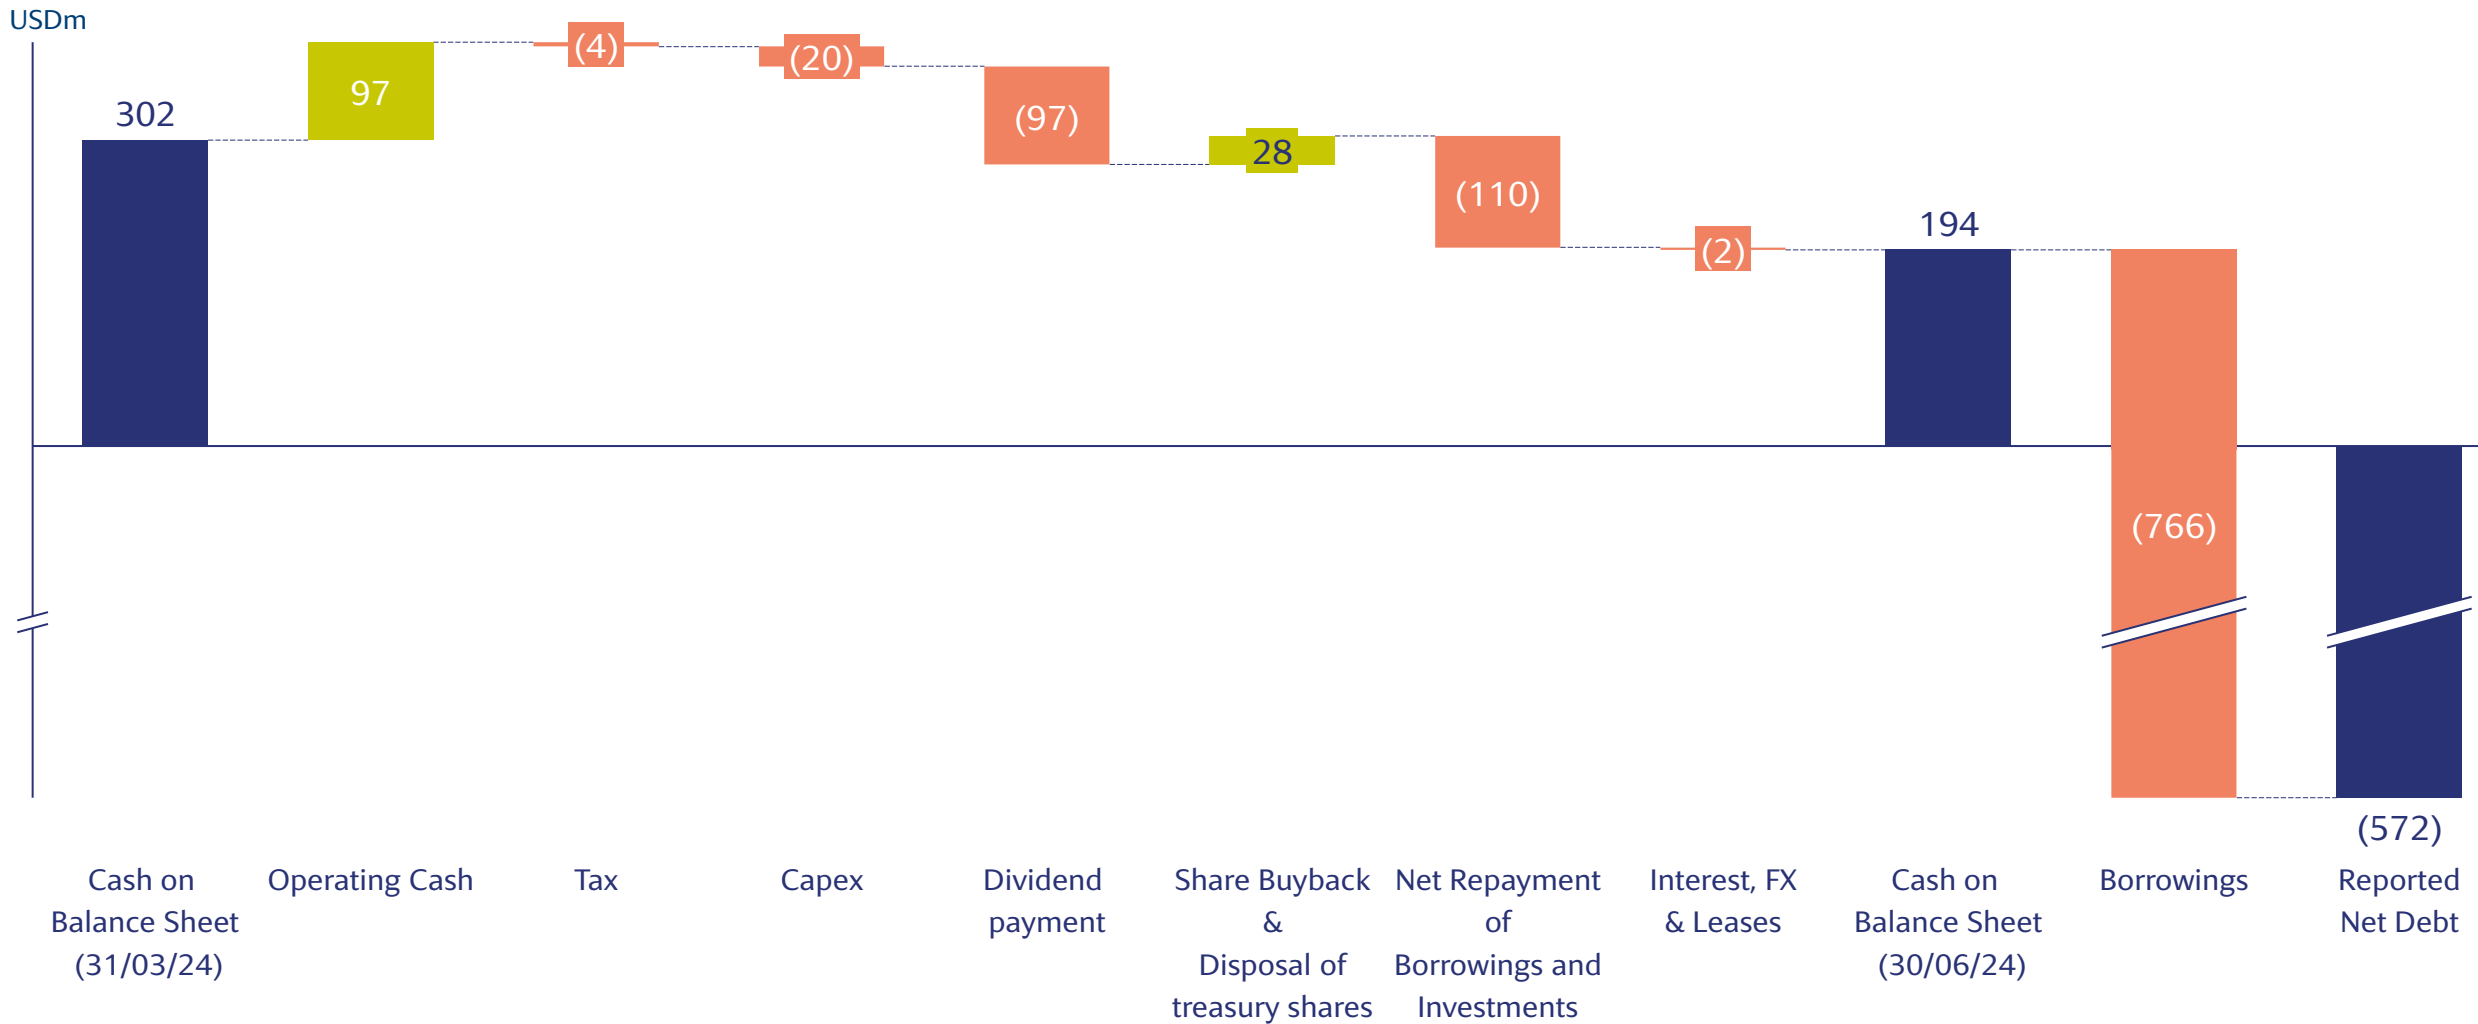 USDm
302
97
(4)
(20)
(97)
28
(110)
(2)
194
(766)
(572)
Cash on
Balance Sheet
(31/03/24)
Operating Cash
Tax
Capex
Dividend
payment
Share Buyback
&
Disposal of
treasury shares
Net Repayment
of
Borrowings and
Investments
Interest, FX
& Leases
Cash on
Balance Sheet
(30/06/24)
Borrowings
Reported
Net Debt